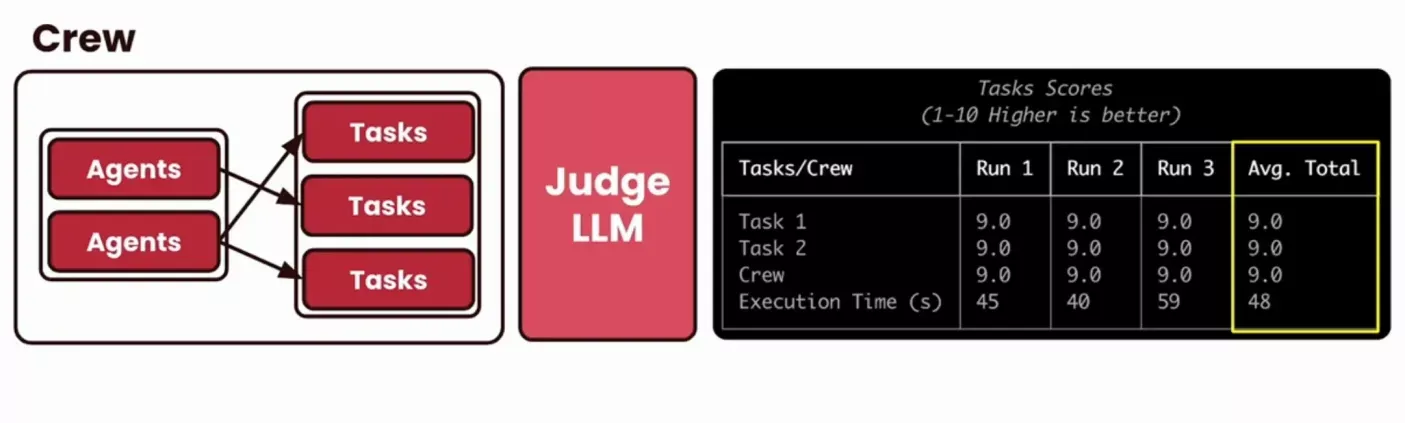 Crew
Agents
Agents
Tasks
Tasks
Tasks
Judge
LLM
Tasks Scores
(1-10 Higher is better)
Tasks/Crew Run 1 Run 2 Run 3 Avg. Total
Task 1 9.0 9.0 9.0 9.0
Task 2 9.0 9.0 9.0 9.0
Crew 9.0 9.0 9.0 9.0
Execution Time (s) 45 40 59 48